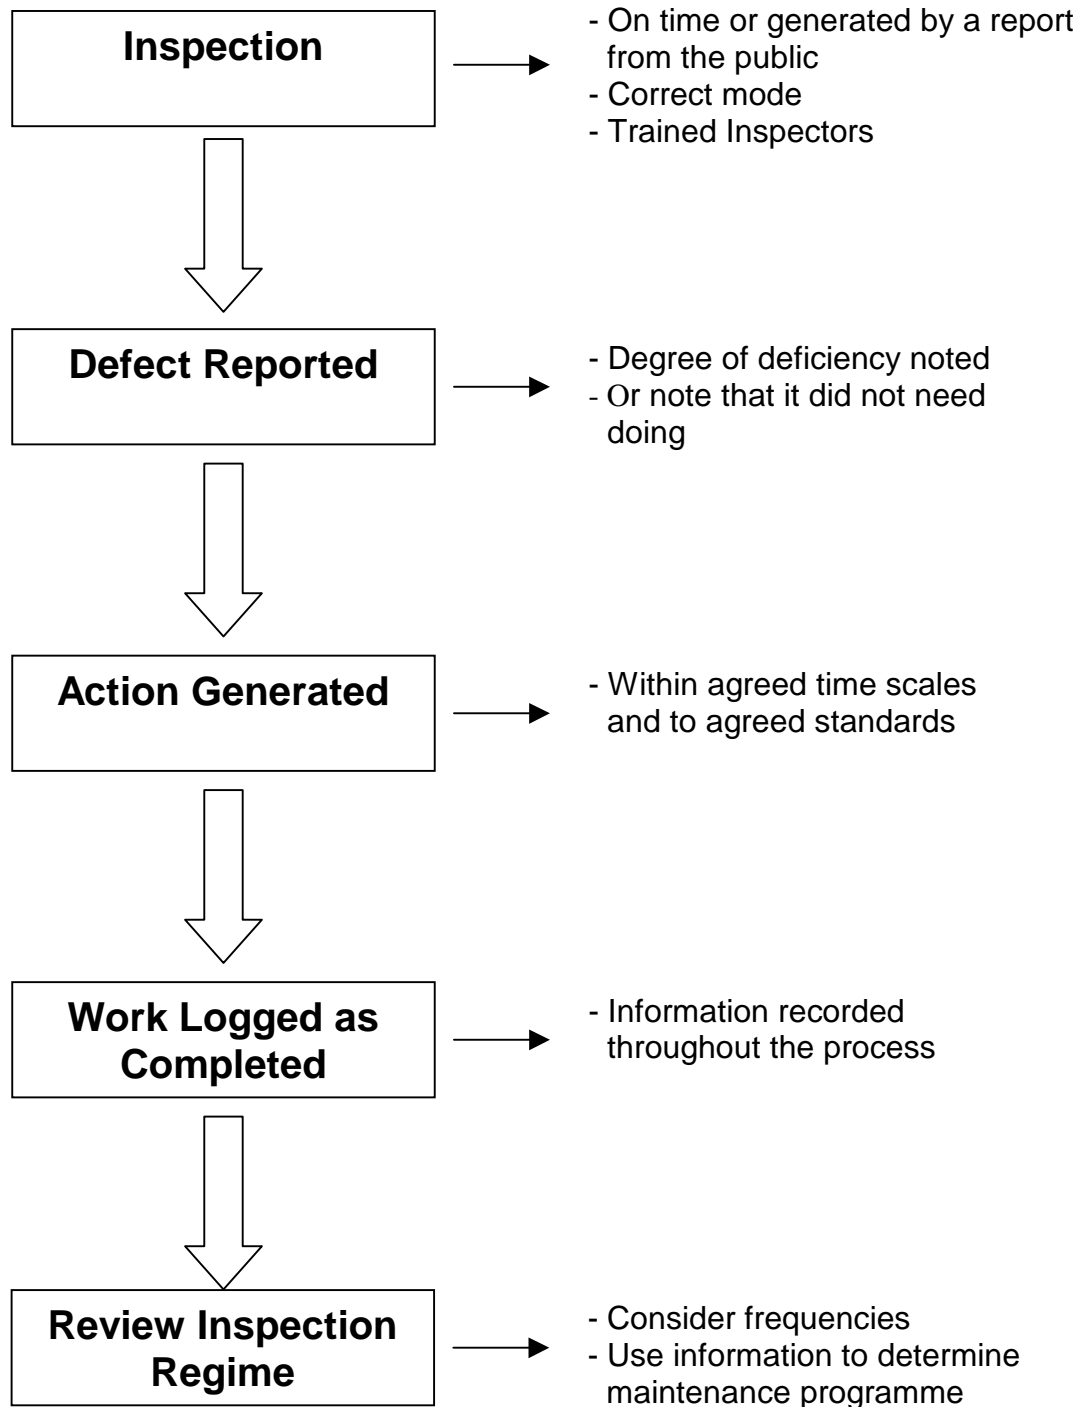 Inspection
- On time or generated by a report
from the public
- Correct mode
- Trained Inspectors
Defect Reported
- Degree of deficiency noted
- Or note that it did not need
doing
Action Generated
- Within agreed time scales
and to agreed standards
Work Logged as
Completed
- Information recorded
throughout the process
Review Inspection
Regime
- Consider frequencies
- Use information to determine
maintenance programme